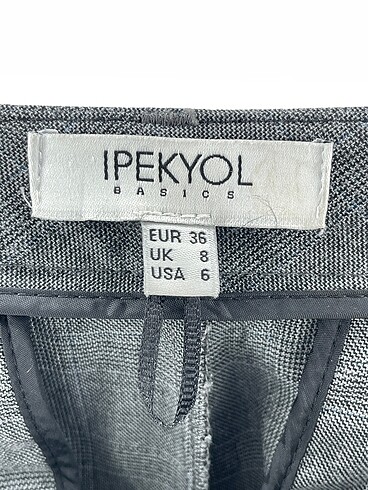 IPEKYOL
BASICS
EUR 36
UK 8
USA 6